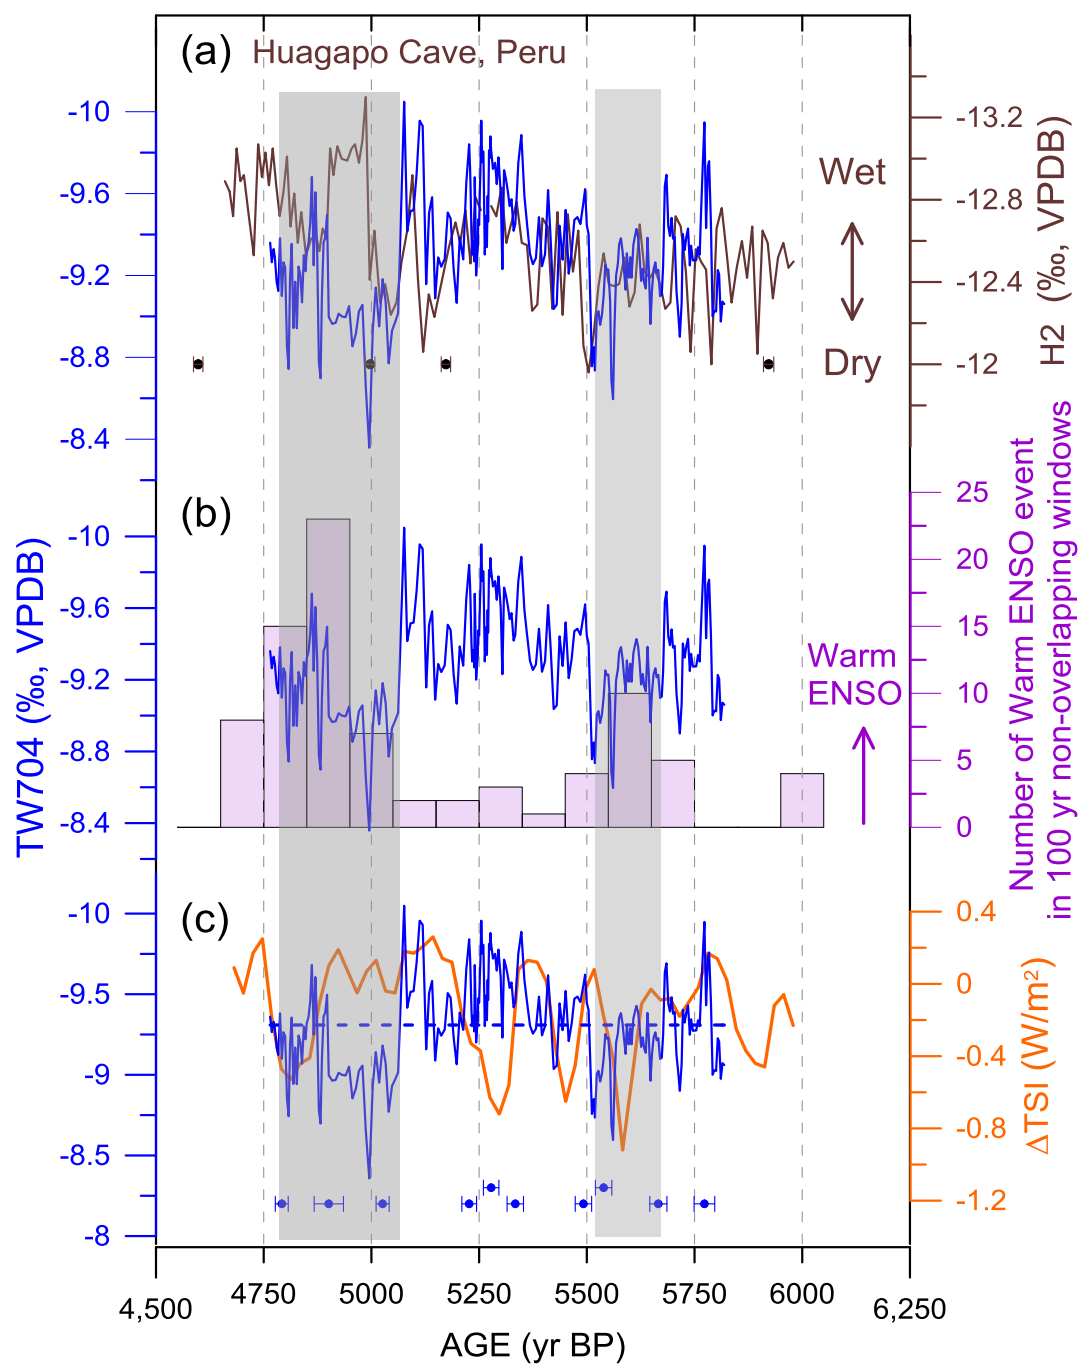 (a) Huagapo Cave, Peru
-10
-9.6
-9.2
-8.8
-8.4
-13.2
-12.8
-12.4
-12
H2 (‰, VPDB)
Wet
Dry
(b)
-10
-9.6
-9.2
-8.8
-8.4
TW704 (‰, VPDB)
25
20
15
10
5
0
Number of Warm ENSO event
in 100 yr non-overlapping windows
Warm
ENSO
(c)
-10
-9.5
-9
-8.5
-8
0.4
0
-0.4
-0.8
-1.2
ΔTSI (W/m²)
4,500
4750
5000
5250
5500
5750
6000
6,250
AGE (yr BP)